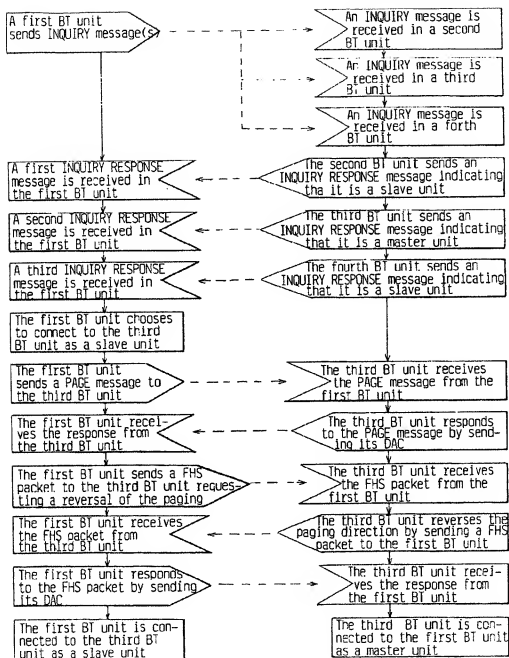 A first BT unit
sends INQUIRY message(s)
An INQUIRY message is
received in a second
BT unit
An INQUIRY message is
received in a third
BT unit
An INQUIRY message is
received in a forth
BT unit
A first INQUIRY RESPONSE
message is received in
the first BT unit
The second BT unit sends an
INQUIRY RESPONSE message indicating
tha it is a slave unit
A second INQUIRY RESPONSE
message is received in the
first BT unit
The third BT unit sends an
INQUIRY RESPONSE message indicating
that it is a master unit
A third INQUIRY RESPONSE
message is received in the
first BT unit
The fourth BT unit sends an
INQUIRY RESPONSE message indicating
that it is a slave unit
The first BT unit chooses
to connect to the third
BT unit as a slave unit
The first BT unit
sends a PAGE message to
the third BT unit
The third BT unit receives
the PAGE message from the
first BT unit
The first BT unit recei-
ves the response from
the third BT unit
The third BT unit responds
to the PAGE message by send-
ing its DAC
The first BT unit sends a FHS
packet to the third BT unit reque-
ting a reversal of the paging
The third BT unit receives
the FHS packet from the
first BT unit
The first BT unit receives
the FHS packet from
the third BT unit
The third BT unit reverses the
paging direction by sending a FHS
packet to the first BT unit
The first BT unit responds
to the FHS packet by sending
its DAC
The third BT unit recei-
ves the response from
the first BT unit
The first BT unit is con-
nected to the third BT
unit as a slave unit
The third BT unit is con-
nected to the first BT unit
as a master unit